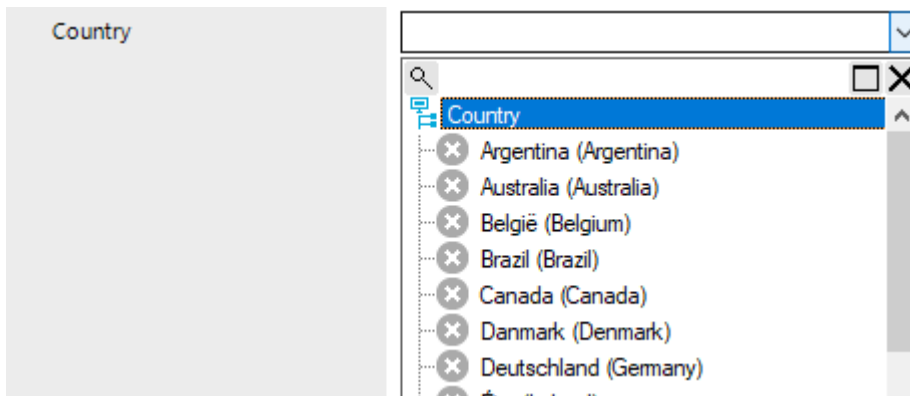 Country
Country
Argentina (Argentina)
Australia (Australia)
België (Belgium)
Brazil (Brazil)
Canada (Canada)
Danmark (Denmark)
Deutschland (Germany)